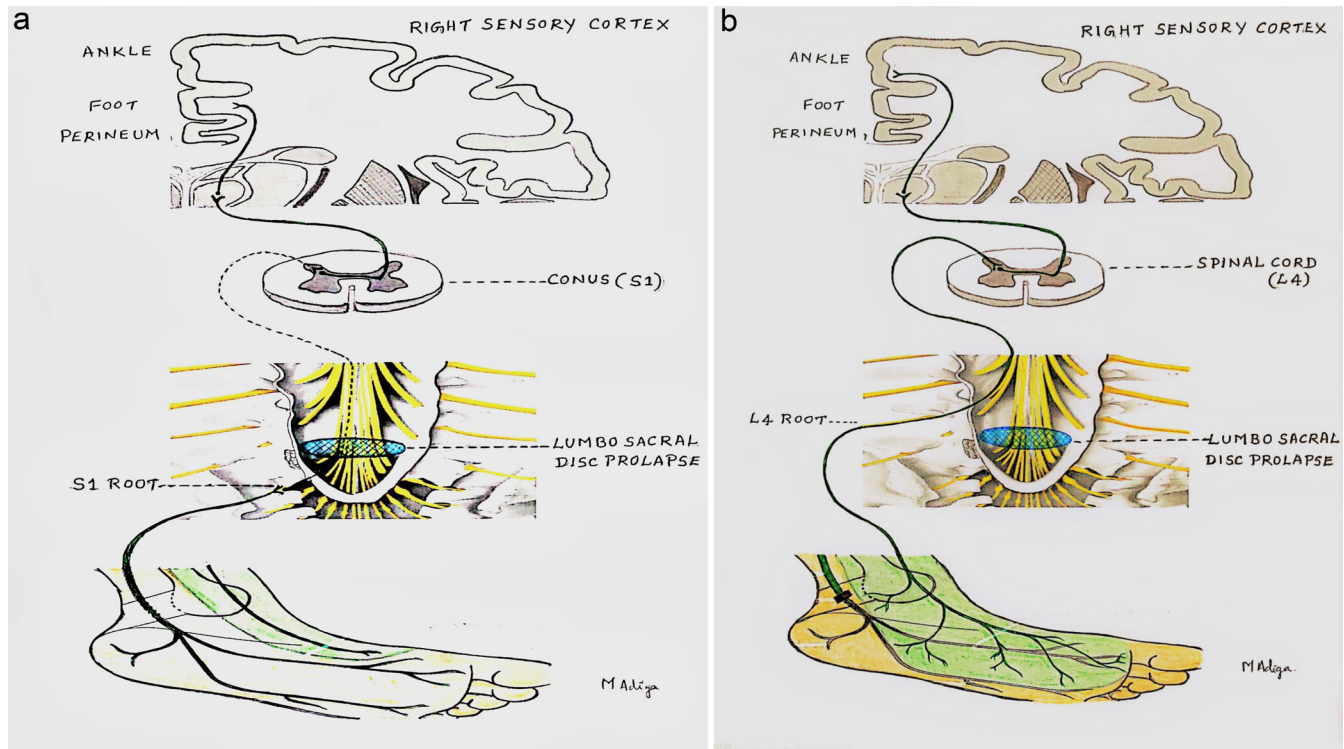 a
RIGHT SENSORY CORTEX
ANKLE
FOOT
PERINEUM
CONUS (S1)
LUMBO SACRAL
DISC PROLAPSE
S1 ROOT
M Adiga
b
RIGHT SENSORY CORTEX
ANKLE
FOOT
PERINEUM
SPINAL CORD
(L4)
L4 ROOT
LUMBO SACRAL
DISC PROLAPSE
M Adiga.